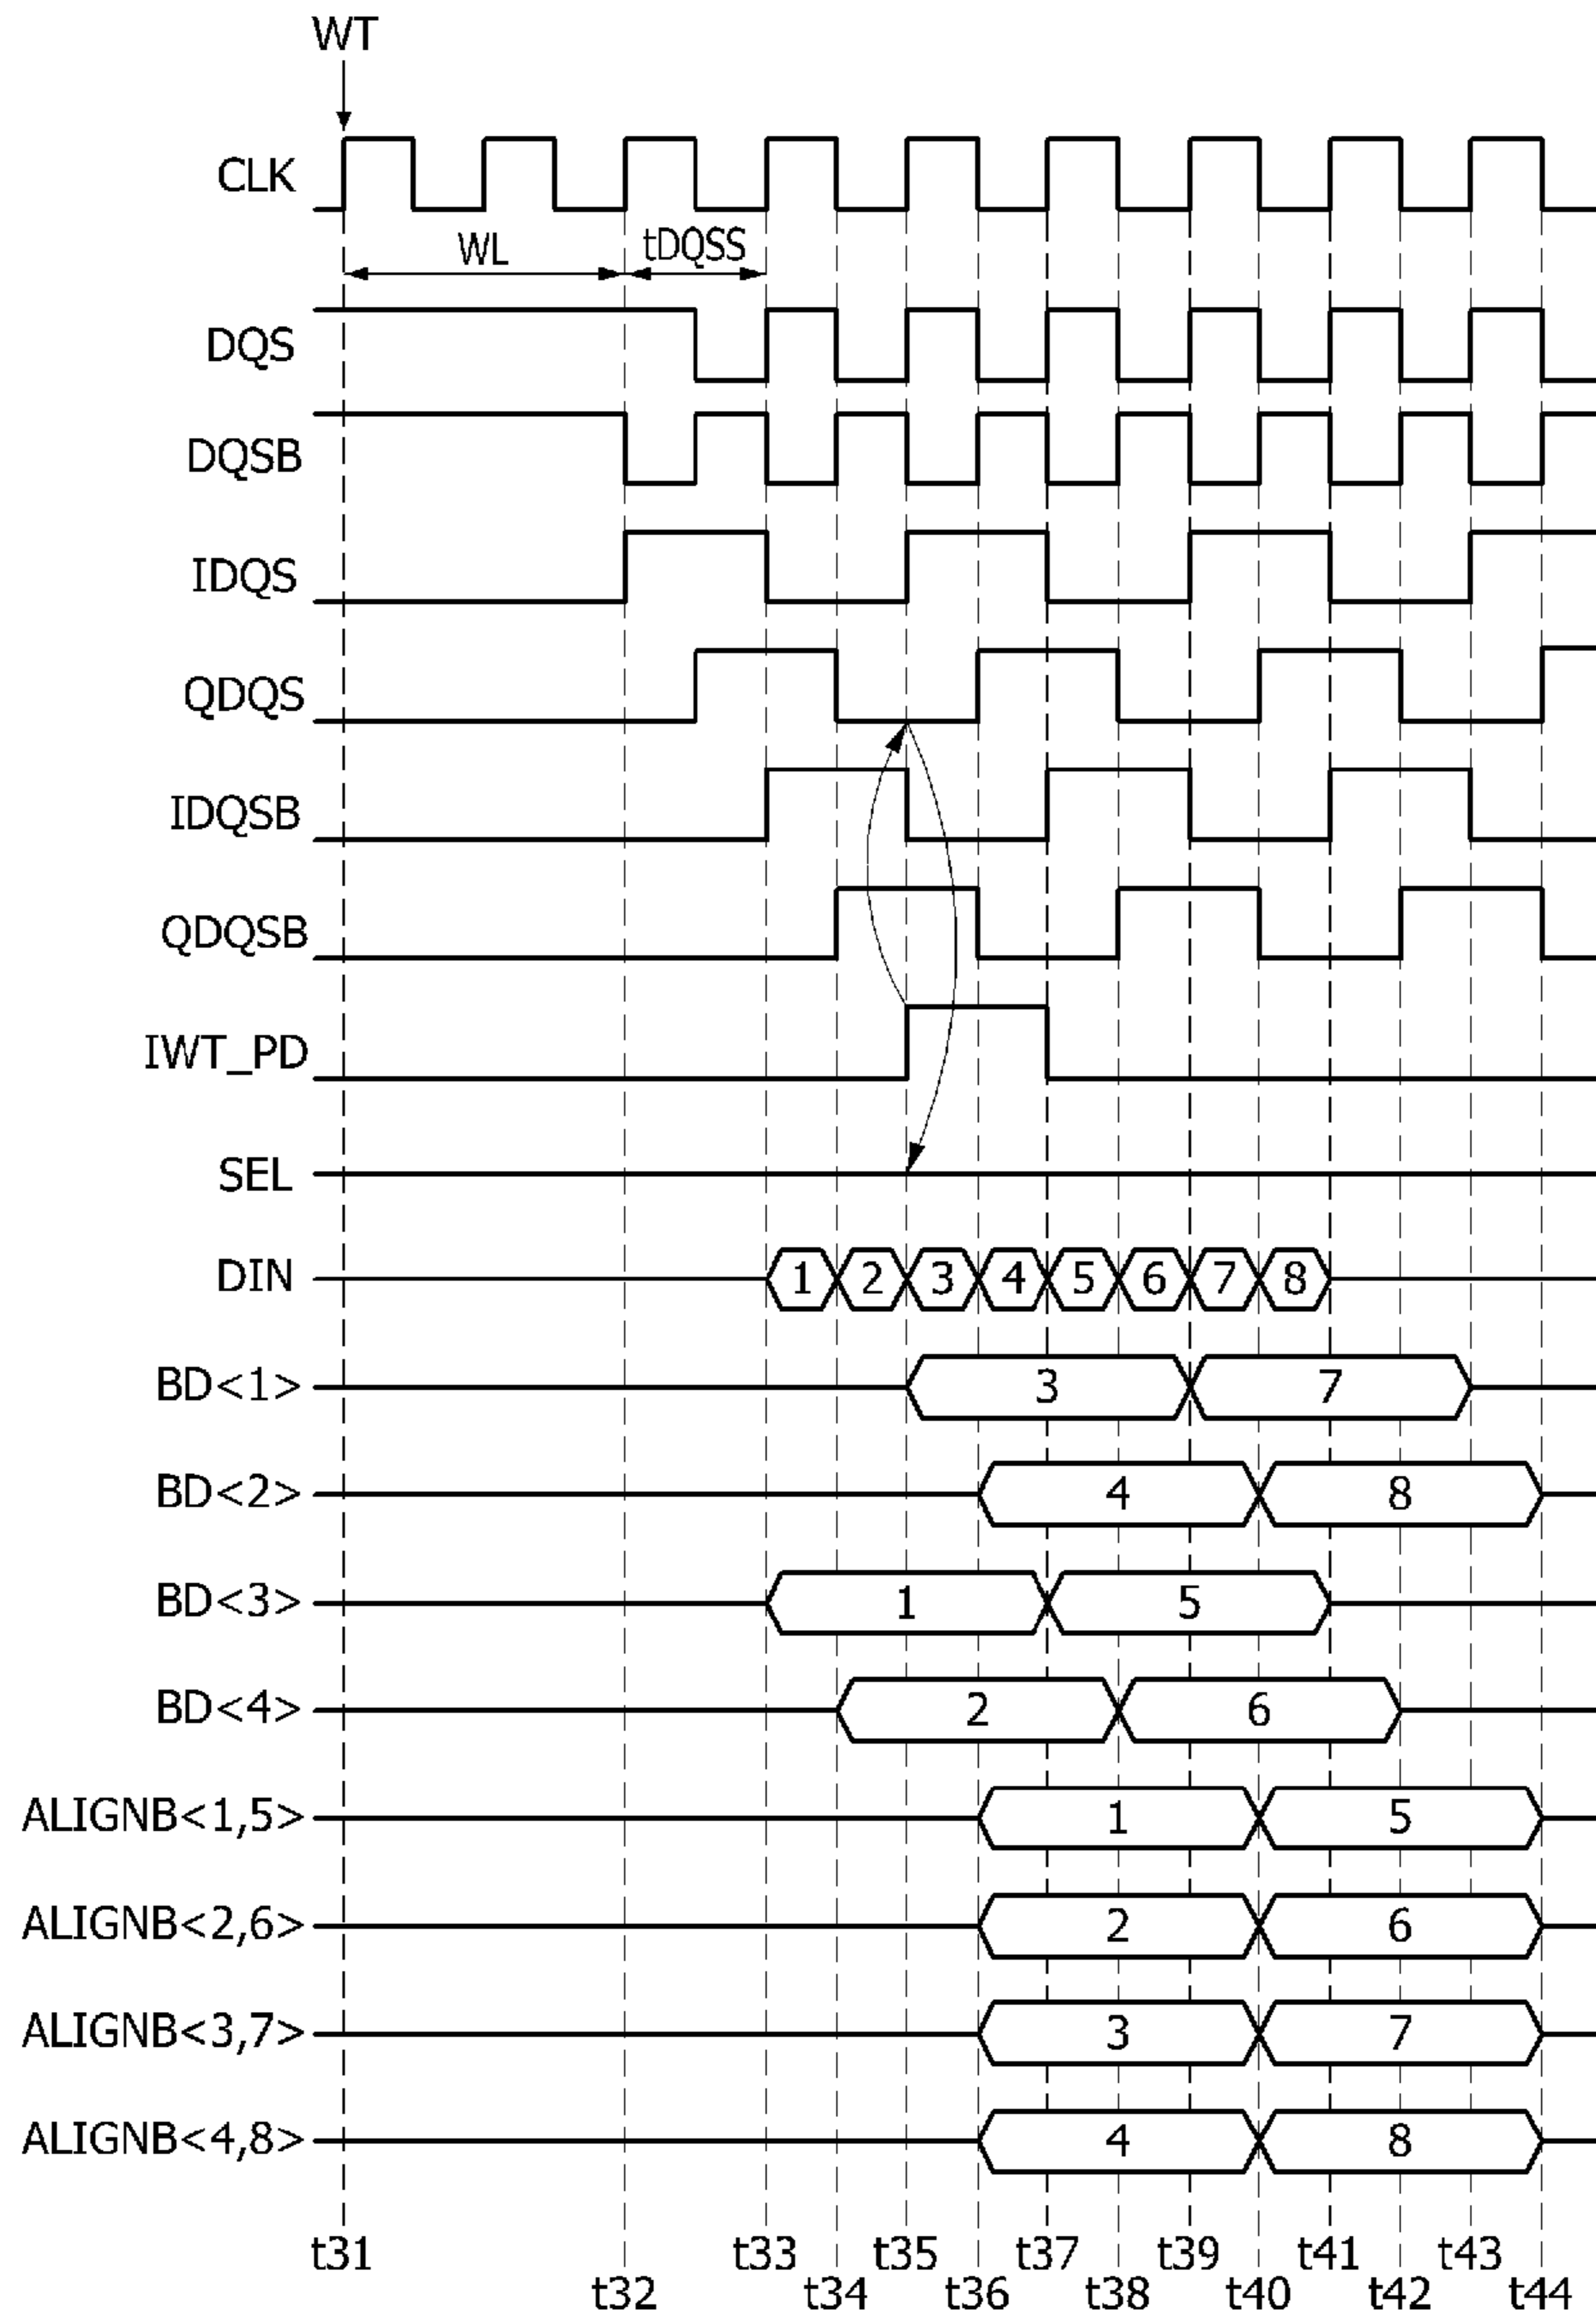 WT
CLK
WL tDQSS
DQS
DQSB
IDQS
QDQS
IDQSB
QDQSB
IWT_PD
SEL
DIN 1 2 3 4 5 6 7 8
BD<1> 3 7
BD<2> 4 8
BD<3> 1 5
BD<4> 2 6
ALIGNB<1,5> 1 5
ALIGNB<2,6> 2 6
ALIGNB<3,7> 3 7
ALIGNB<4,8> 4 8
t31 t33 t35 t37 t39 t41 t43
t32 t34 t36 t38 t40 t42 t44